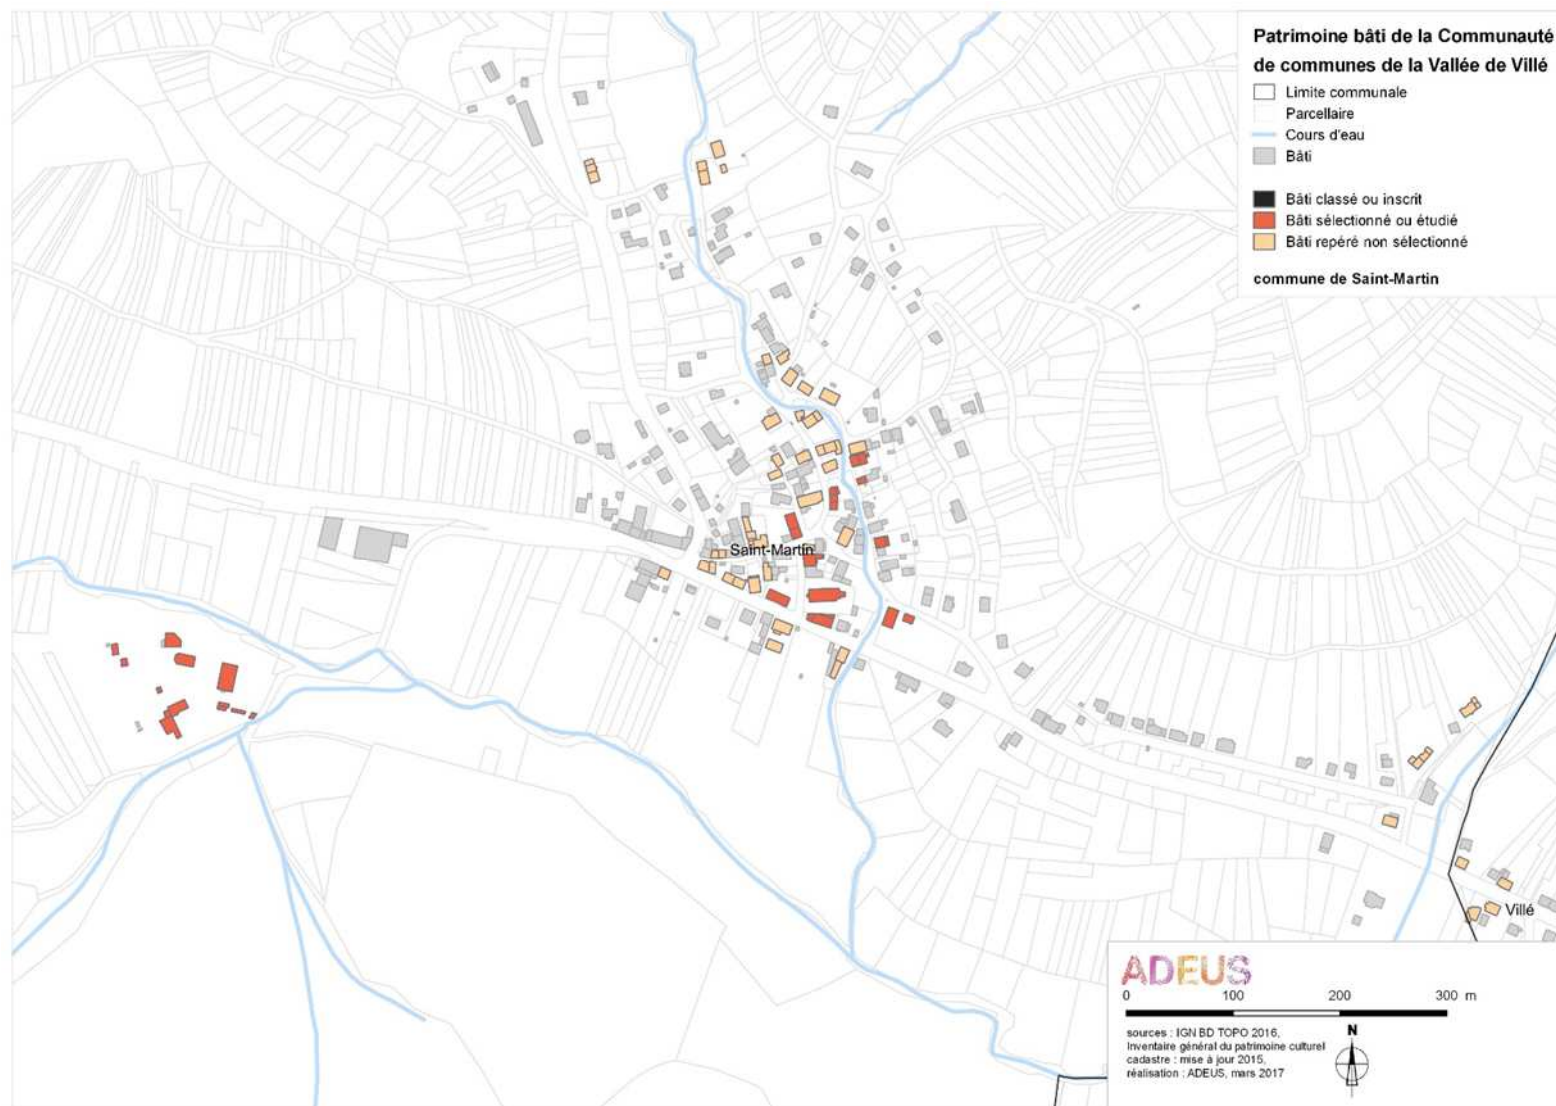 Patrimoine bâti de la Communauté
de communes de la Vallée de Villé
Limite communale
Parcellaire
Cours d'eau
Bâti
Bâti classé ou inscrit
Bâti sélectionné ou étudié
Bâti repéré non sélectionné
commune de Saint-Martin
Saint-Martin
Villé
ADEUS
0 100 200 300 m
sources : IGN BD TOPO 2016,
Inventaire général du patrimoine culturel
cadastre : mise à jour 2015,
réalisation : ADEUS, mars 2017
N